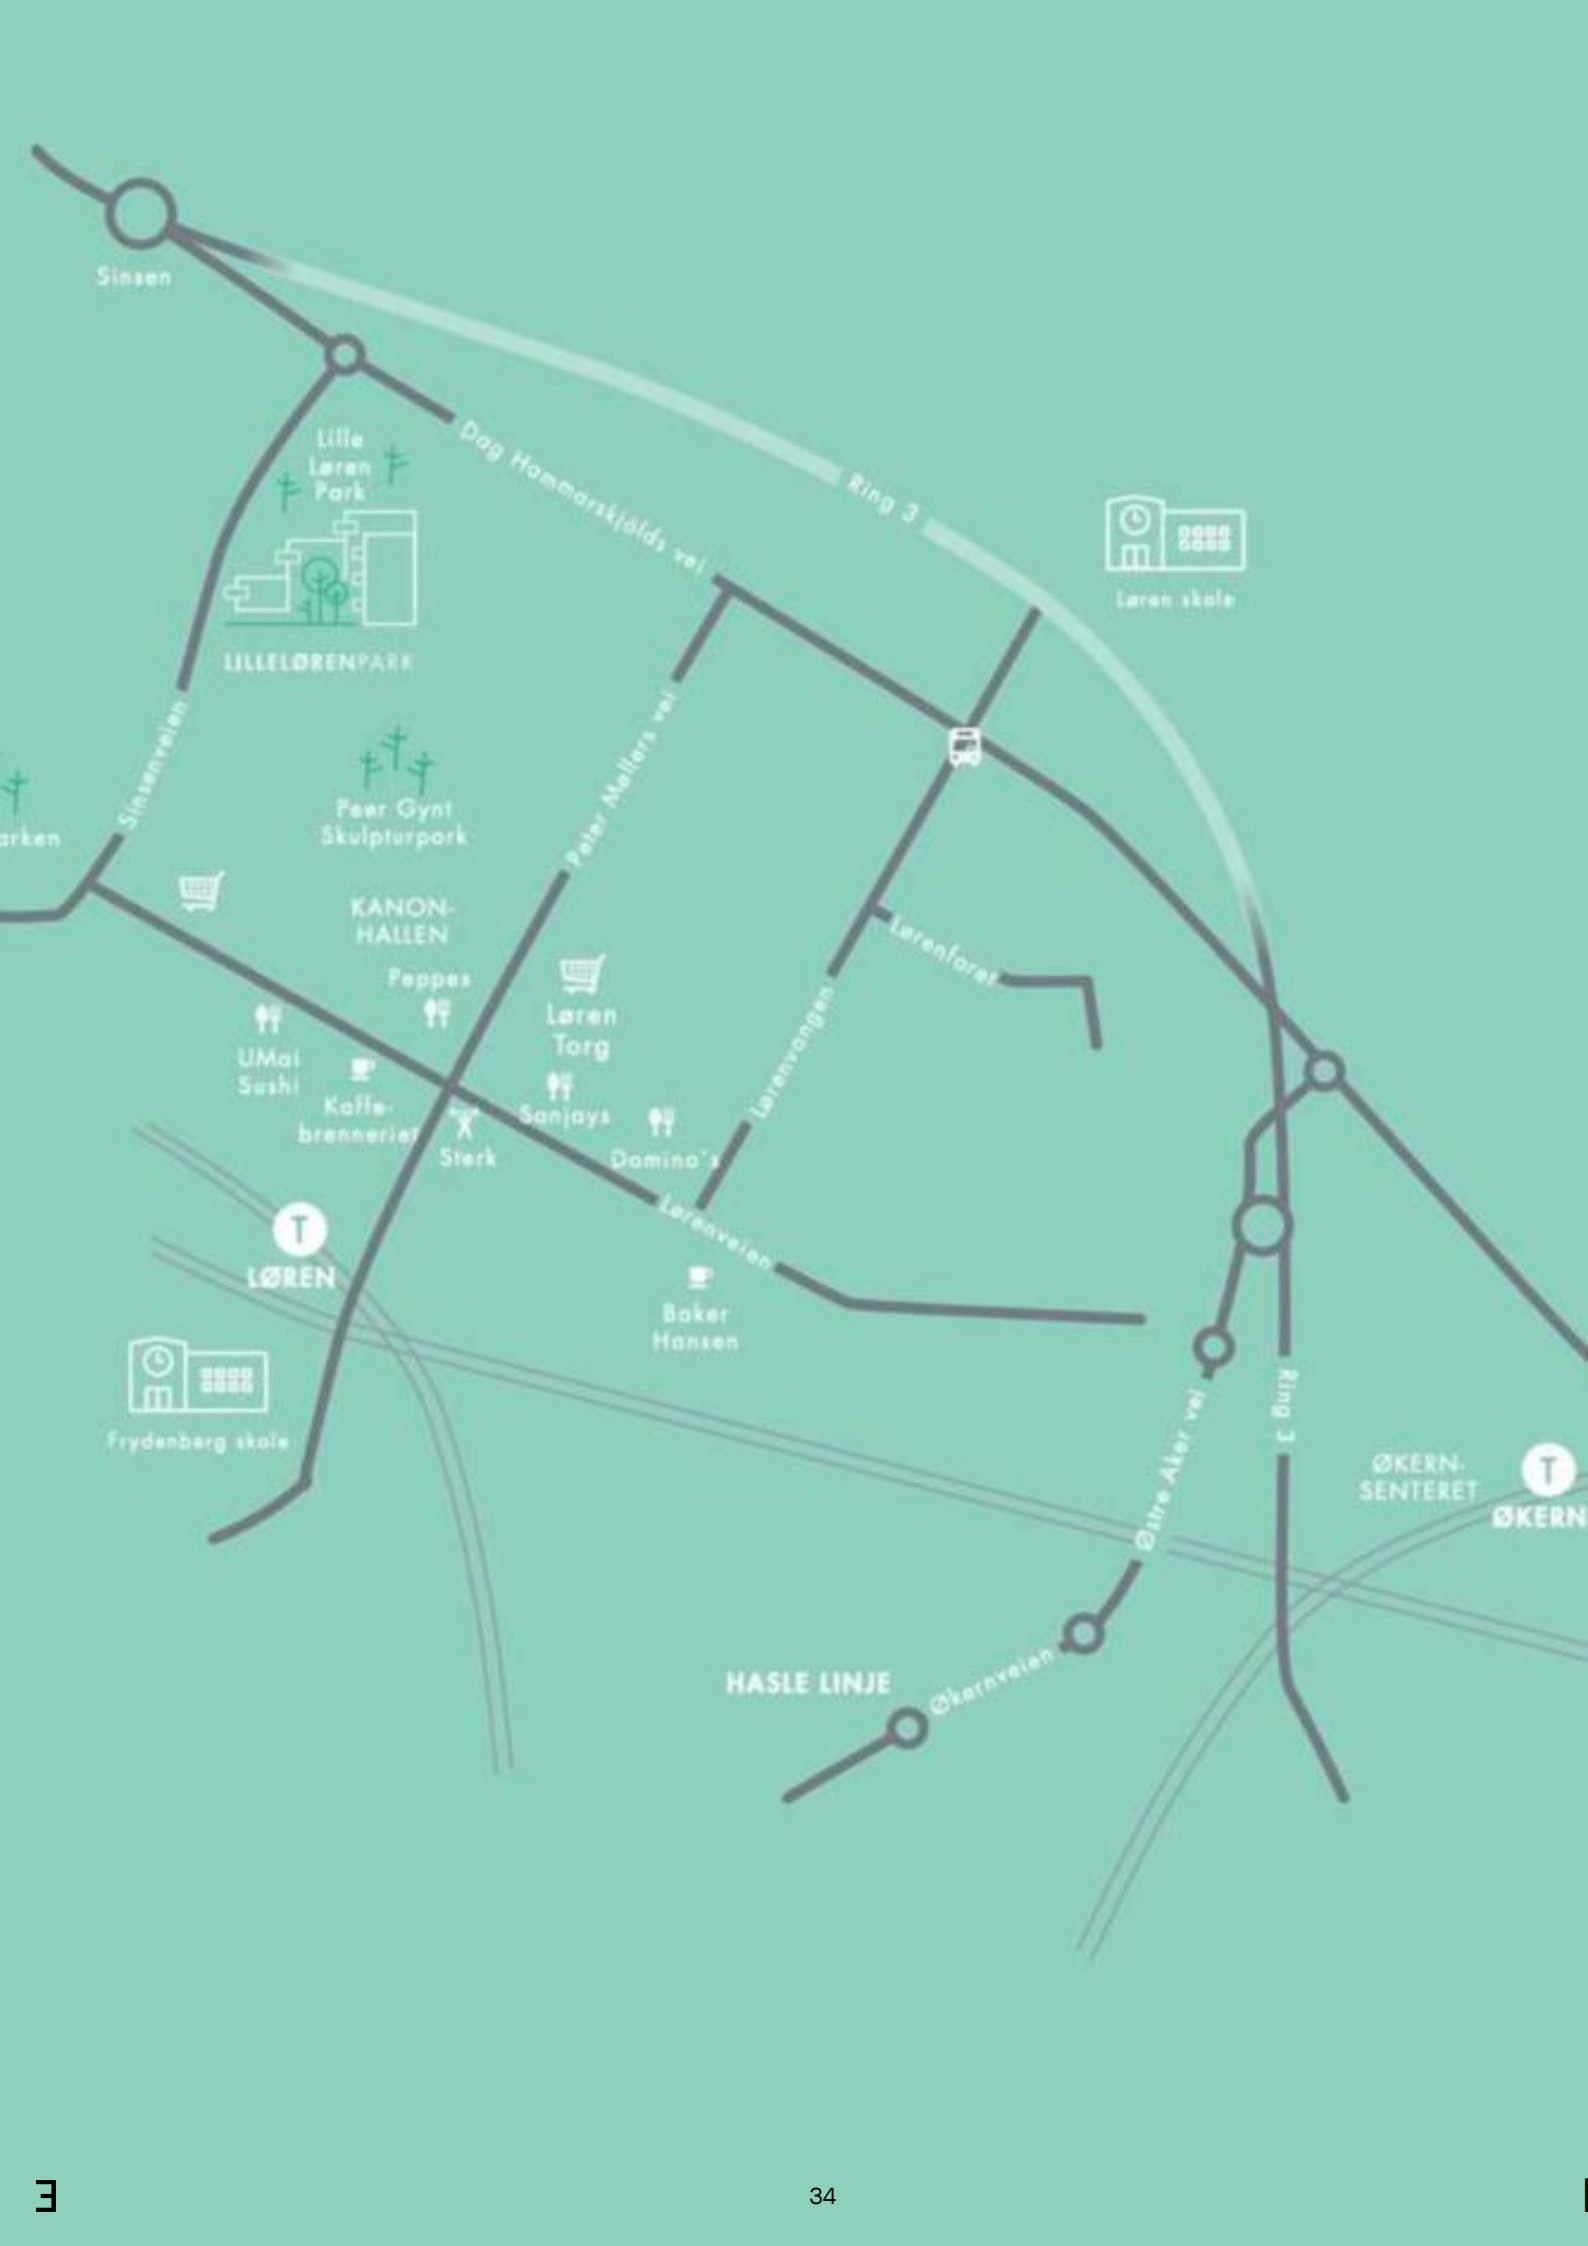 Sinsen
Lille
Løren
Park
Dag Hammarskjölds vei
Ring 3
Løren skole
LILLELØRENPARK
Sinsenveien
Peter Møllers vei
Peer Gynt
Skulpturpark
arken
KANON-
HALLEN
Peppes
Lørenfaret
Løren
Torg
Lørenvangen
UMai
Sushi
Kaffe-
brenneriet
Sanjays
Sterk
Domino's
Lørenveien
T
LØREN
Baker
Hansen
Frydenberg skole
Ring 3
Østre Aker vei
ØKERN-
SENTERET
T
ØKERN
HASLE LINJE
Økernveien
34